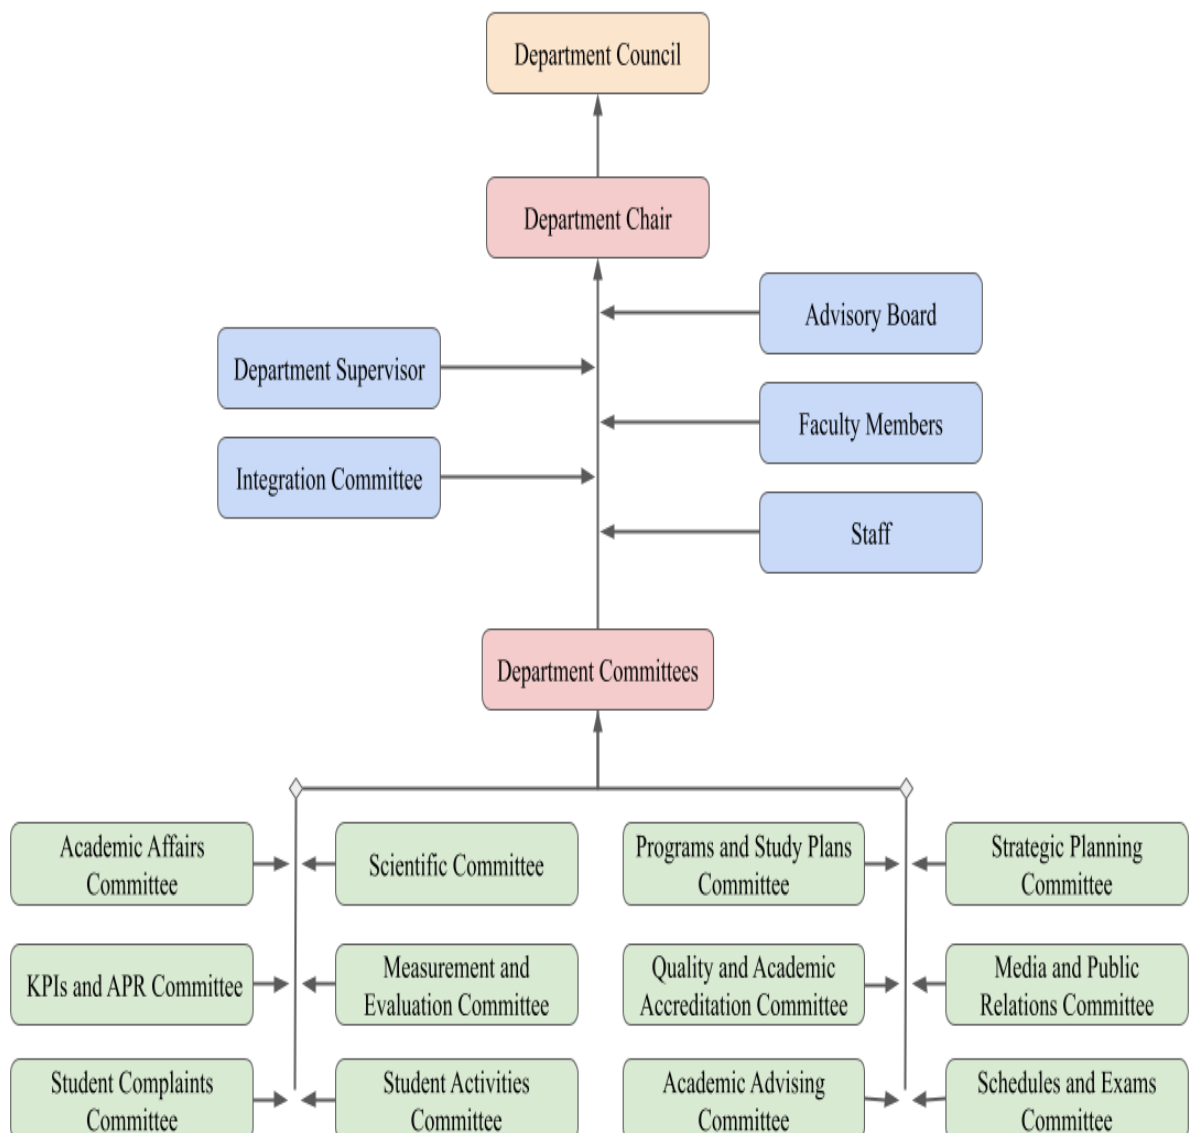 Department Council
Department Chair
Advisory Board
Department Supervisor
Faculty Members
Integration Committee
Staff
Department Committees
Academic Affairs
Committee
Scientific Committee
Programs and Study Plans
Committee
Strategic Planning
Committee
KPIs and APR Committee
Measurement and
Evaluation Committee
Quality and Academic
Accreditation Committee
Media and Public
Relations Committee
Student Complaints
Committee
Student Activities
Committee
Academic Advising
Committee
Schedules and Exams
Committee